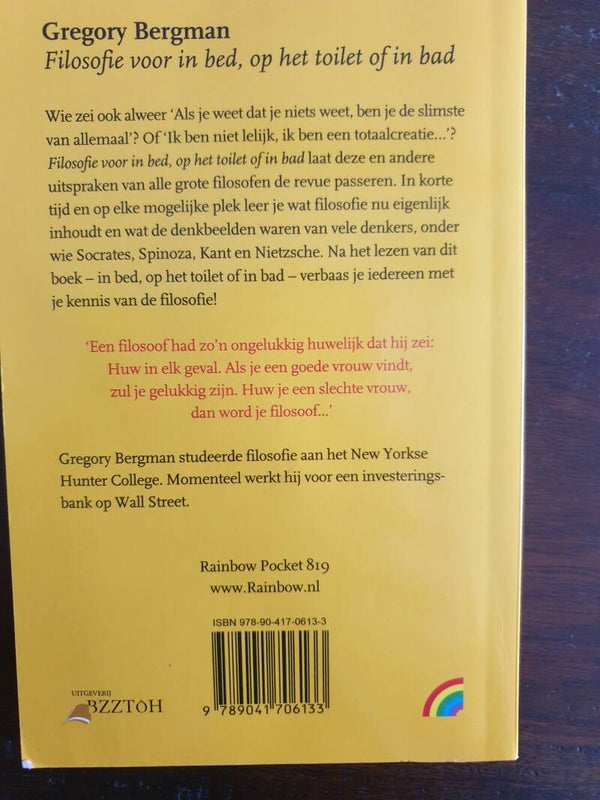 Gregory Bergman
Filosofie voor in bed, op het toilet of in bad
Wie zei ook alweer ‘Als je weet dat je niets weet, ben je de slimste
van allemaal’? Of ‘Ik ben niet lelijk, ik ben een totaalcreatie...’?
Filosofie voor in bed, op het toilet of in bad laat deze en andere
uitspraken van alle grote filosofen de revue passeren. In korte
tijd en op elke mogelijke plek leer je wat filosofie nu eigenlijk
inhoudt en wat de denkbeelden waren van vele denkers, onder
wie Socrates, Spinoza, Kant en Nietzsche. Na het lezen van dit
boek – in bed, op het toilet of in bad – verbaas je iedereen met
je kennis van de filosofie!
‘Een filosoof had zo’n ongelukkig huwelijk dat hij zei:
Huw in elk geval. Als je een goede vrouw vindt,
zul je gelukkig zijn. Huw je een slechte vrouw,
dan word je filosoof...’
Gregory Bergman studeerde filosofie aan het New Yorkse
Hunter College. Momenteel werkt hij voor een investerings-
bank op Wall Street.
Rainbow Pocket 819
www.Rainbow.nl
ISBN 978-90-417-0613-3
9 789041 706133
UITGEVERIJ
BZZTÔH